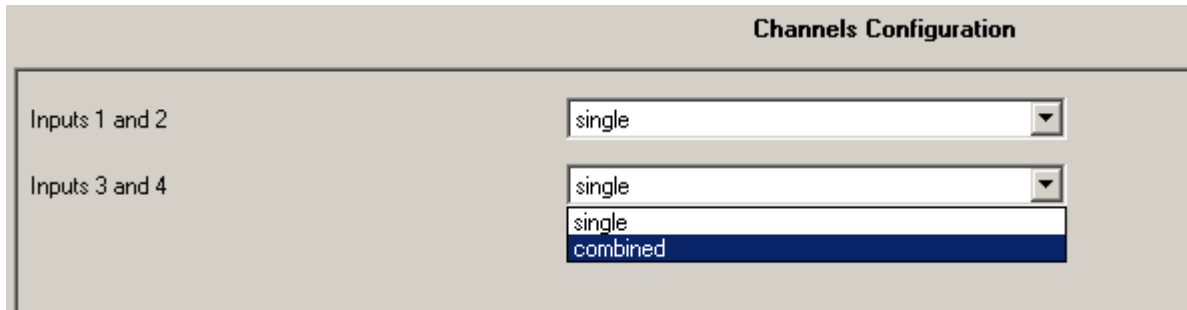 Channels Configuration
Inputs 1 and 2 single
Inputs 3 and 4 single
single
combined